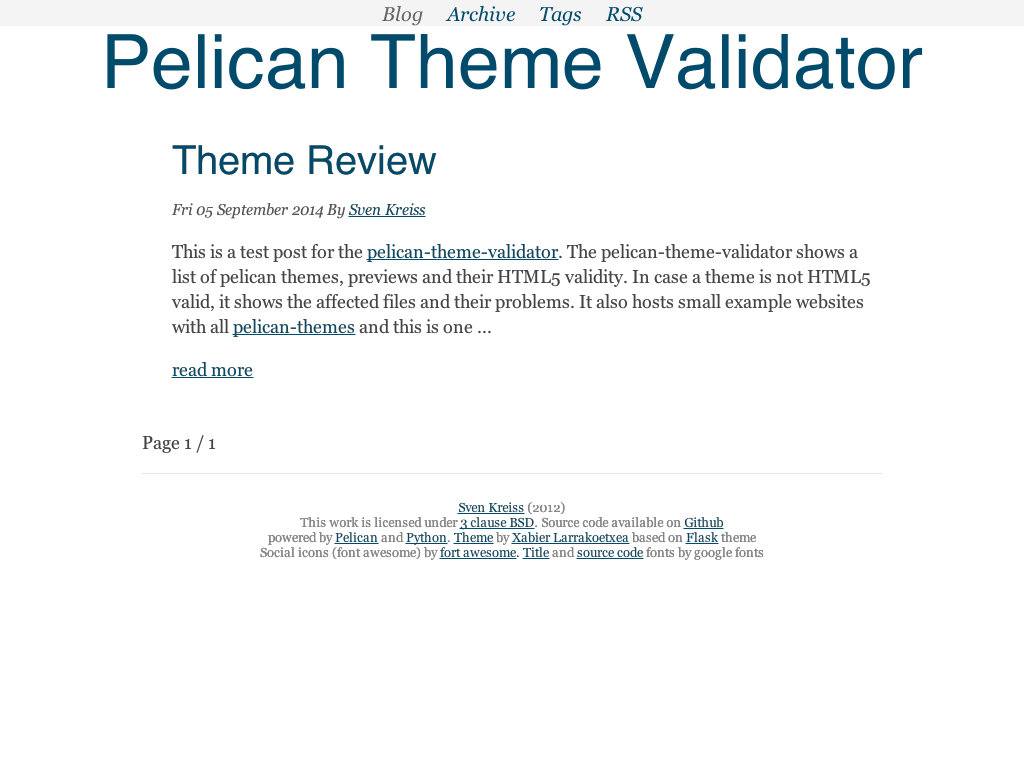 Blog Archive Tags RSS
Pelican Theme Validator
Theme Review
Fri 05 September 2014 By Sven Kreiss
This is a test post for the pelican-theme-validator. The pelican-theme-validator shows a
list of pelican themes, previews and their HTML5 validity. In case a theme is not HTML5
valid, it shows the affected files and their problems. It also hosts small example websites
with all pelican-themes and this is one ...
read more
Page 1 / 1
Sven Kreiss (2012)
This work is licensed under 3 clause BSD. Source code available on Github
powered by Pelican and Python. Theme by Xabier Larrakoetxea based on Flask theme
Social icons (font awesome) by fort awesome. Title and source code fonts by google fonts